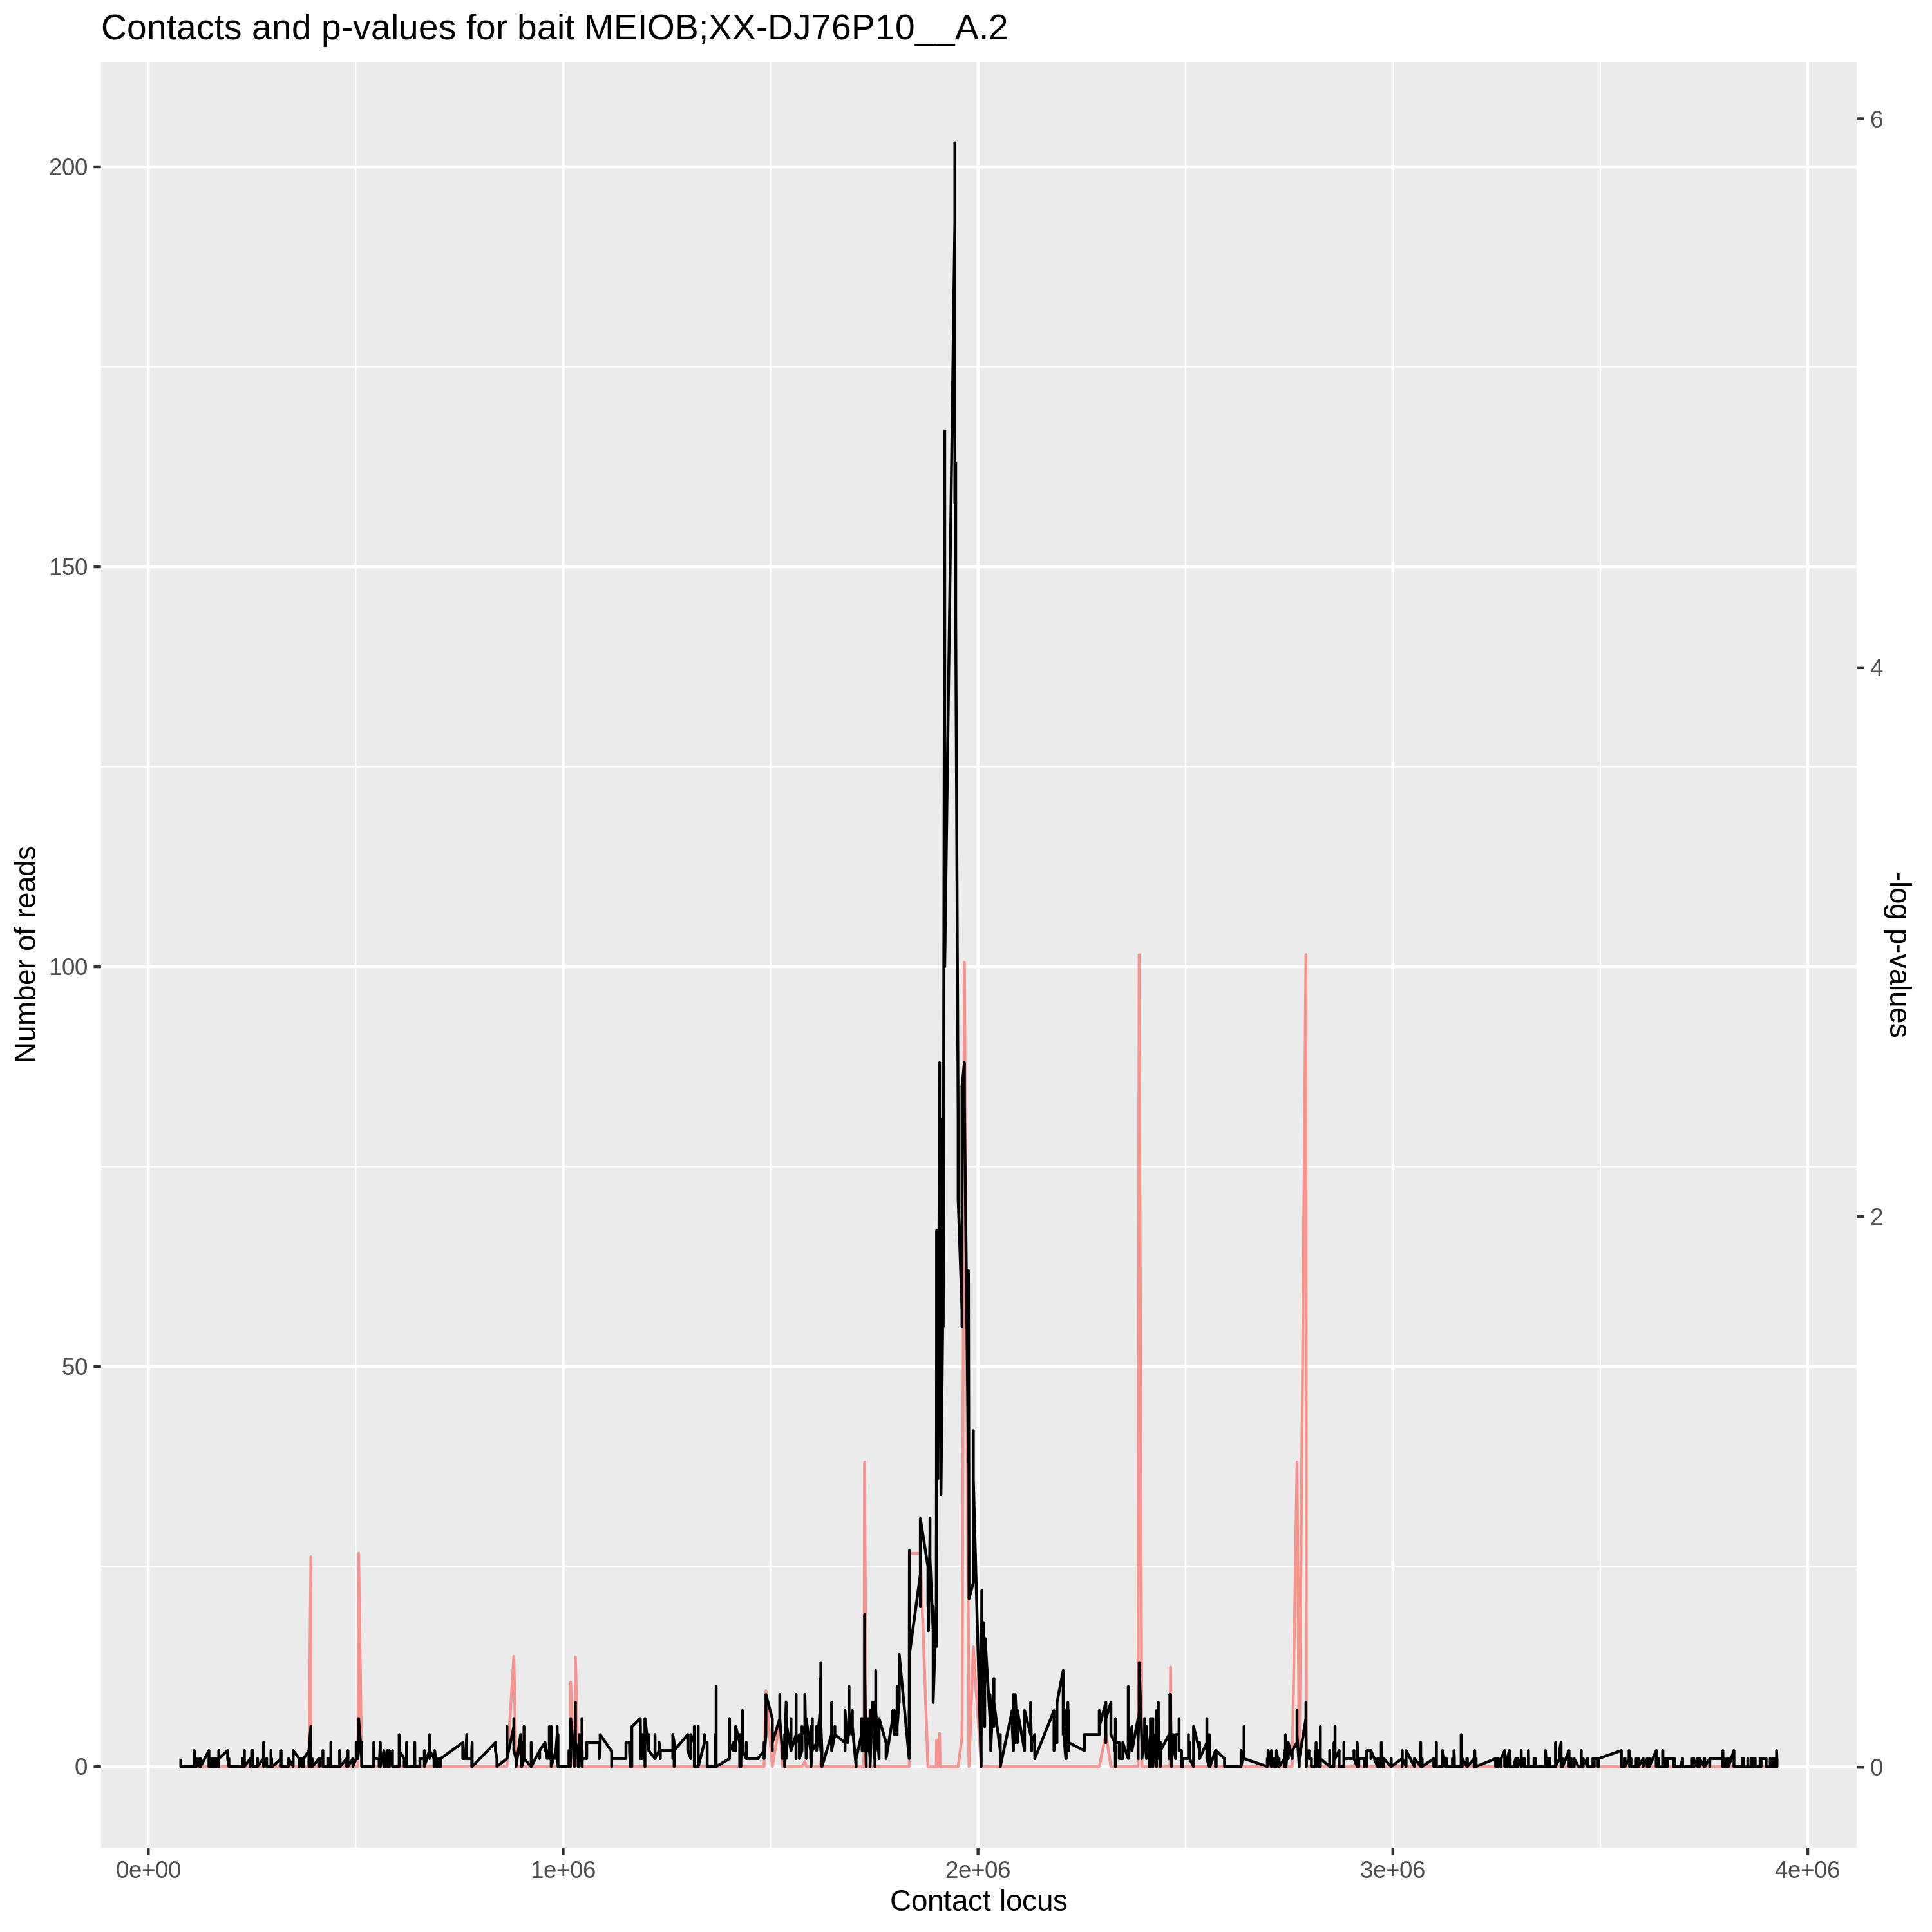 Contacts and p-values for bait MEIOB;XX-DJ76P10__A.2
200
150
100
50
0
Number of reads
6
4
2
0
-log p-values
0e+00 1e+06 2e+06 3e+06 4e+06
Contact locus